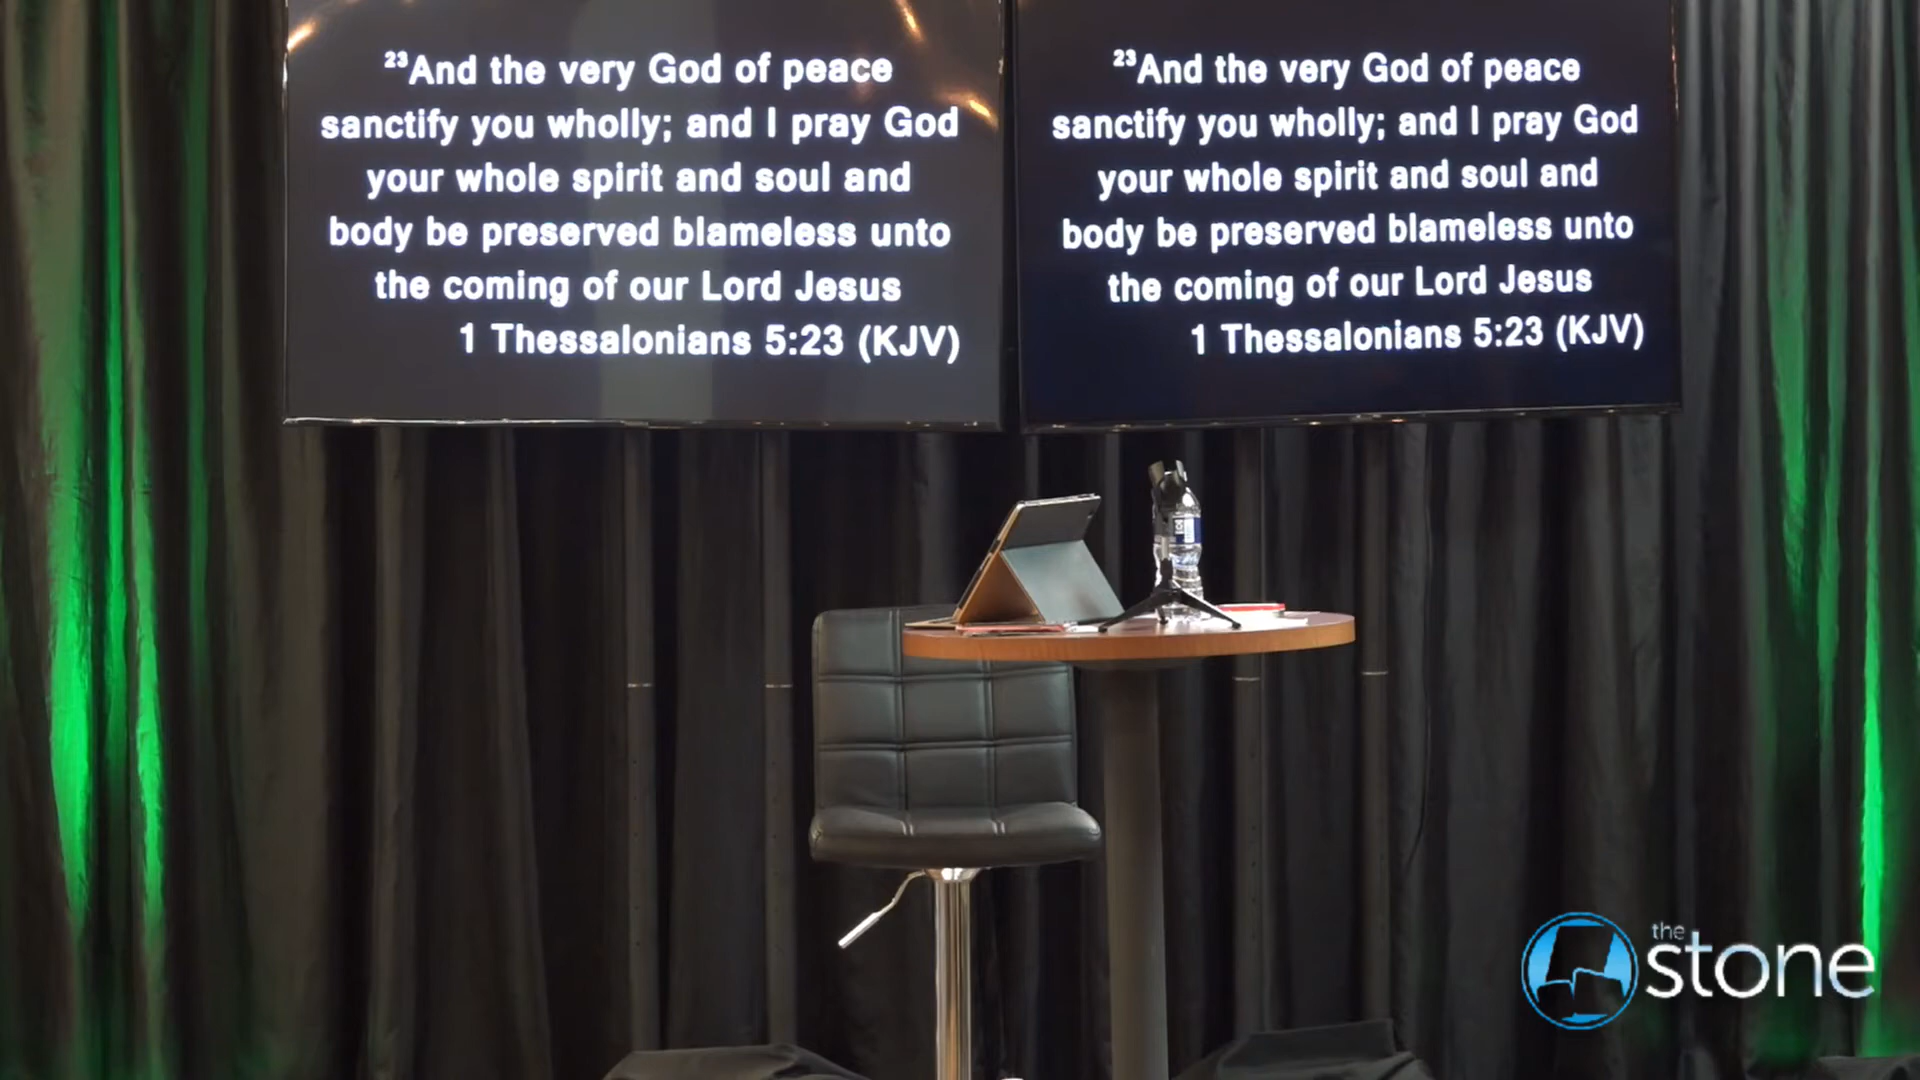 ²³And the very God of peace
sanctify you wholly; and I pray God
your whole spirit and soul and
body be preserved blameless unto
the coming of our Lord Jesus
1 Thessalonians 5:23 (KJV)
²³And the very God of peace
sanctify you wholly; and I pray God
your whole spirit and soul and
body be preserved blameless unto
the coming of our Lord Jesus
1 Thessalonians 5:23 (KJV)
the
stone